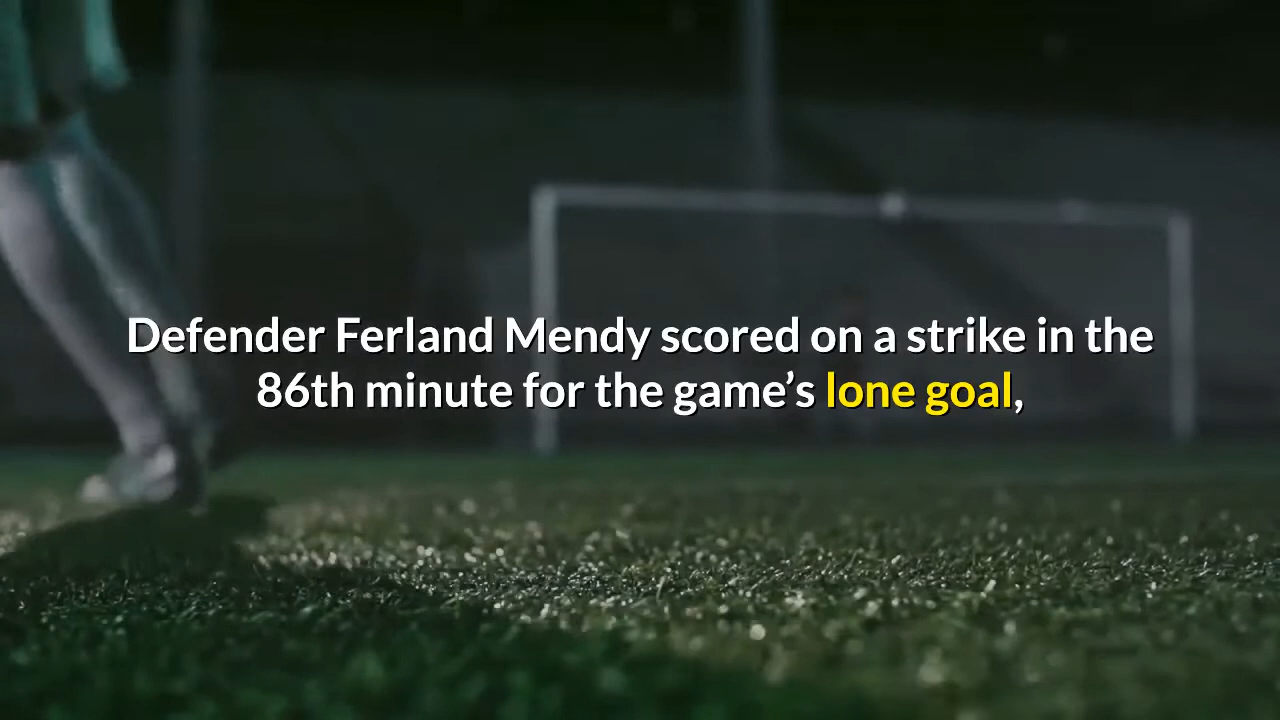 Defender Ferland Mendy scored on a strike in the
86th minute for the game’s lone goal,